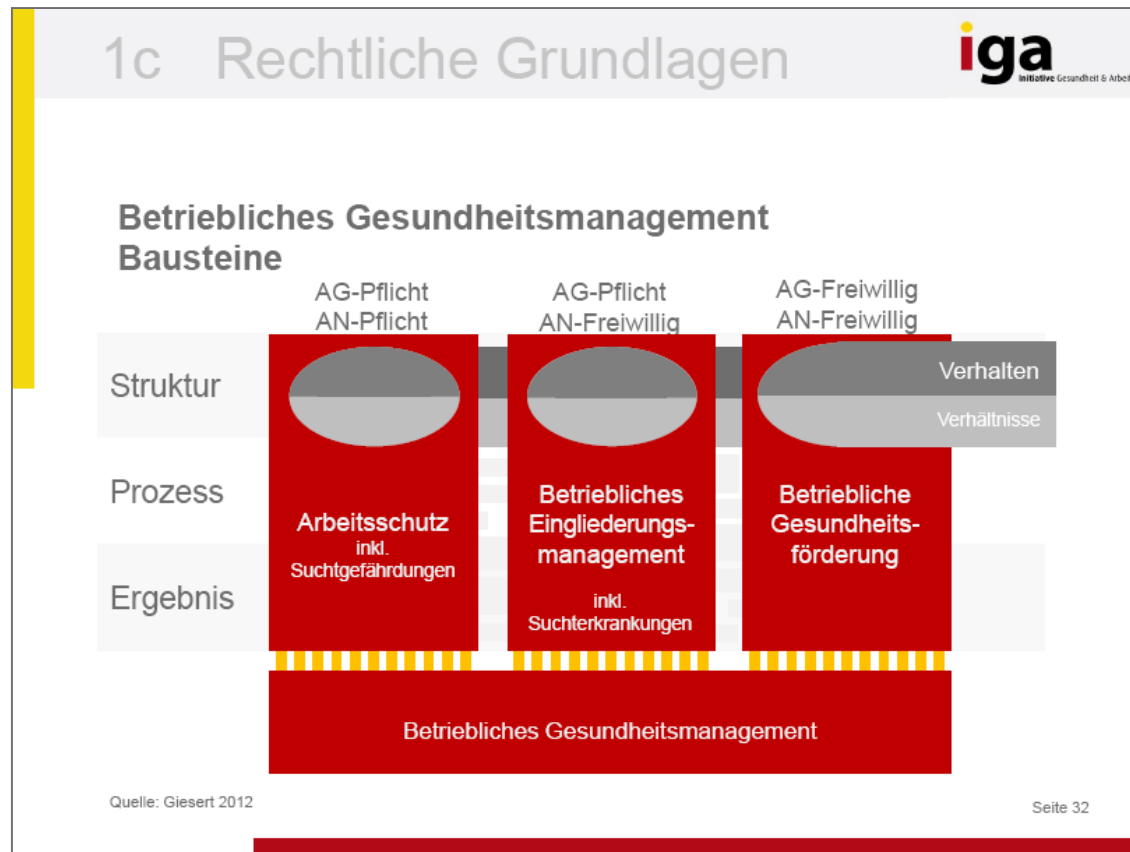 1c Rechtliche Grundlagen
iga
Initiative Gesundheit & Arbeit
Betriebliches Gesundheitsmanagement
Bausteine
AG-Pflicht
AN-Pflicht
AG-Pflicht
AN-Freiwillig
AG-Freiwillig
AN-Freiwillig
Struktur
Verhalten
Verhältnisse
Prozess
Ergebnis
Arbeitsschutz
inkl.
Suchtgefährdungen
Betriebliches
Eingliederungs-
management
inkl.
Suchterkrankungen
Betriebliche
Gesundheits-
förderung
Betriebliches Gesundheitsmanagement
Quelle: Giesert 2012
Seite 32